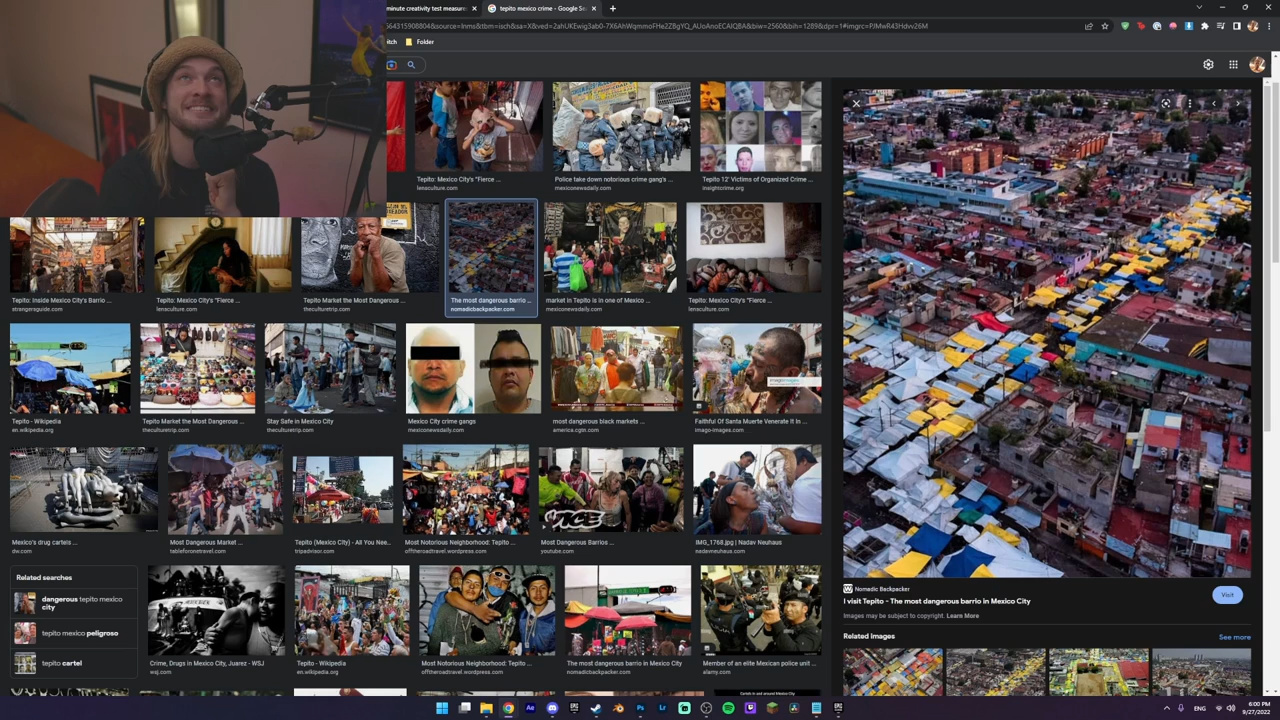 minute creativity test measure
tepito mexico crime - Google Se
664315908804&source=lnms&tbm=isch&sa=X&ved=2ahUKEwig3ab0-7X6AhWqmmoFHe2ZBgYQ_AUoAnoECAIQBA&biw=2560&bih=1289&dpr=1#imgrc=PJMwR43Hdvv26M
itch
Folder
Tepito: Mexico City's "Fierce ...
lensculture.com
Police take down notorious crime gang's ...
mexiconewsdaily.com
Tepito 12' Victims of Organized Crime ...
insightcrime.org
Tepito: Inside Mexico City's Barrio ...
strangersguide.com
Tepito: Mexico City's "Fierce ...
lensculture.com
Tepito Market the Most Dangerous ...
theculturetrip.com
The most dangerous barrio ...
nomadicbackpacker.com
market in Tepito is in one of Mexico ...
mexiconewsdaily.com
Tepito: Mexico City's "Fierce ...
lensculture.com
Tepito - Wikipedia
en.wikipedia.org
Tepito Market the Most Dangerous ...
theculturetrip.com
Stay Safe in Mexico City
theculturetrip.com
Mexico City crime gangs
mexiconewsdaily.com
most dangerous black markets ...
america.cgtn.com
Faithful Of Santa Muerte Venerate It In ...
imago-images.com
VICE
Mexico's drug cartels ...
dw.com
Most Dangerous Market ...
tableforonetravel.com
Tepito (Mexico City) - All You Nee...
tripadvisor.com
Most Notorious Neighborhood: Tepito ...
offtheroadtravel.wordpress.com
Most Dangerous Barrios ...
youtube.com
IMG_1768.jpg | Nadav Neuhaus
nadavneuhaus.com
Related searches
dangerous tepito mexico
city
tepito mexico peligroso
tepito cartel
Crime, Drugs in Mexico City, Juarez - WSJ
wsj.com
Tepito - Wikipedia
en.wikipedia.org
Most Notorious Neighborhood: Tepito ...
offtheroadtravel.wordpress.com
The most dangerous barrio in Mexico City
nomadicbackpacker.com
Member of an elite Mexican police unit ...
alamy.com
Nomadic Backpacker
I visit Tepito - The most dangerous barrio in Mexico City
Visit
Images may be subject to copyright. Learn More
Related Images
See more
ENG
6:00 PM
9/27/2022